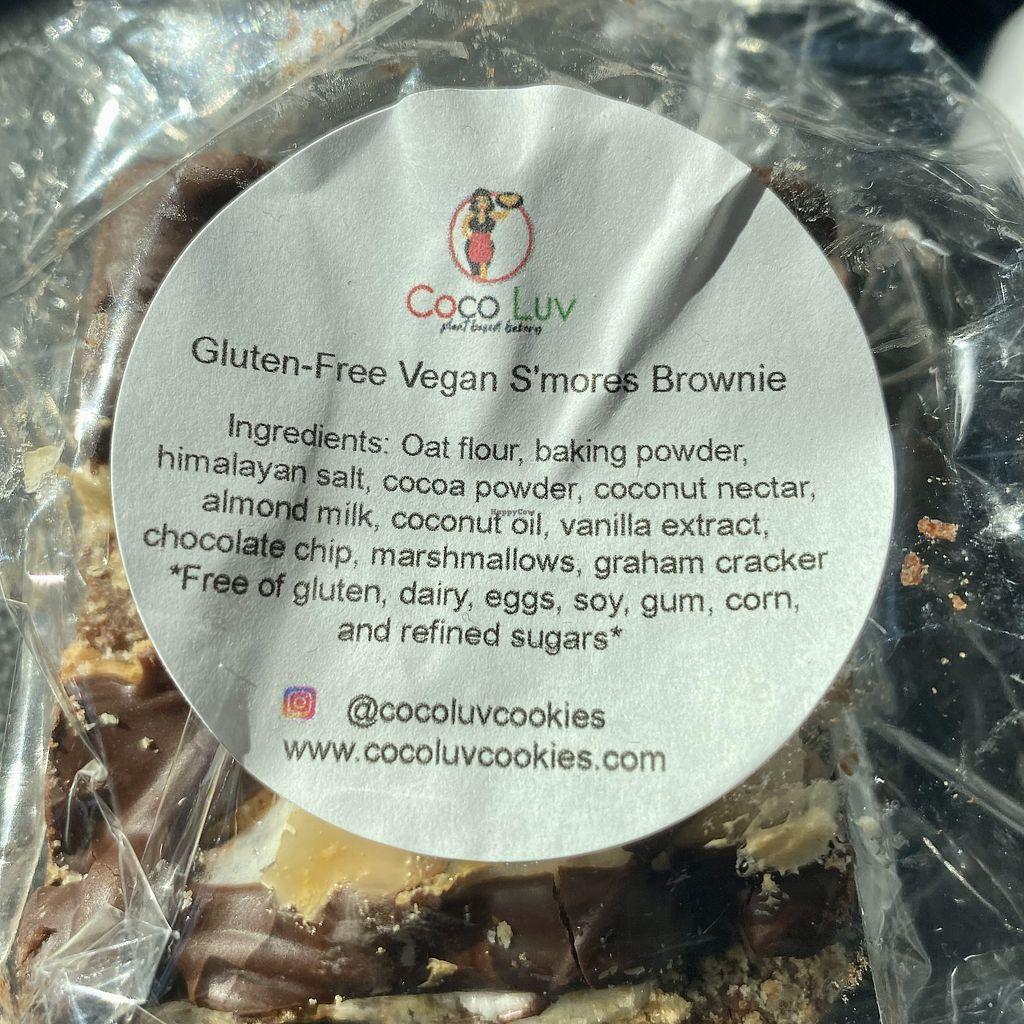 Coco Luv
plant based bakery
Gluten-Free Vegan S'mores Brownie
Ingredients: Oat flour, baking powder,
himalayan salt, cocoa powder, coconut nectar,
almond milk, coconut oil, vanilla extract,
HappyCow
chocolate chip, marshmallows, graham cracker
*Free of gluten, dairy, eggs, soy, gum, corn,
and refined sugars*
@cocoluvcookies
www.cocoluvcookies.com